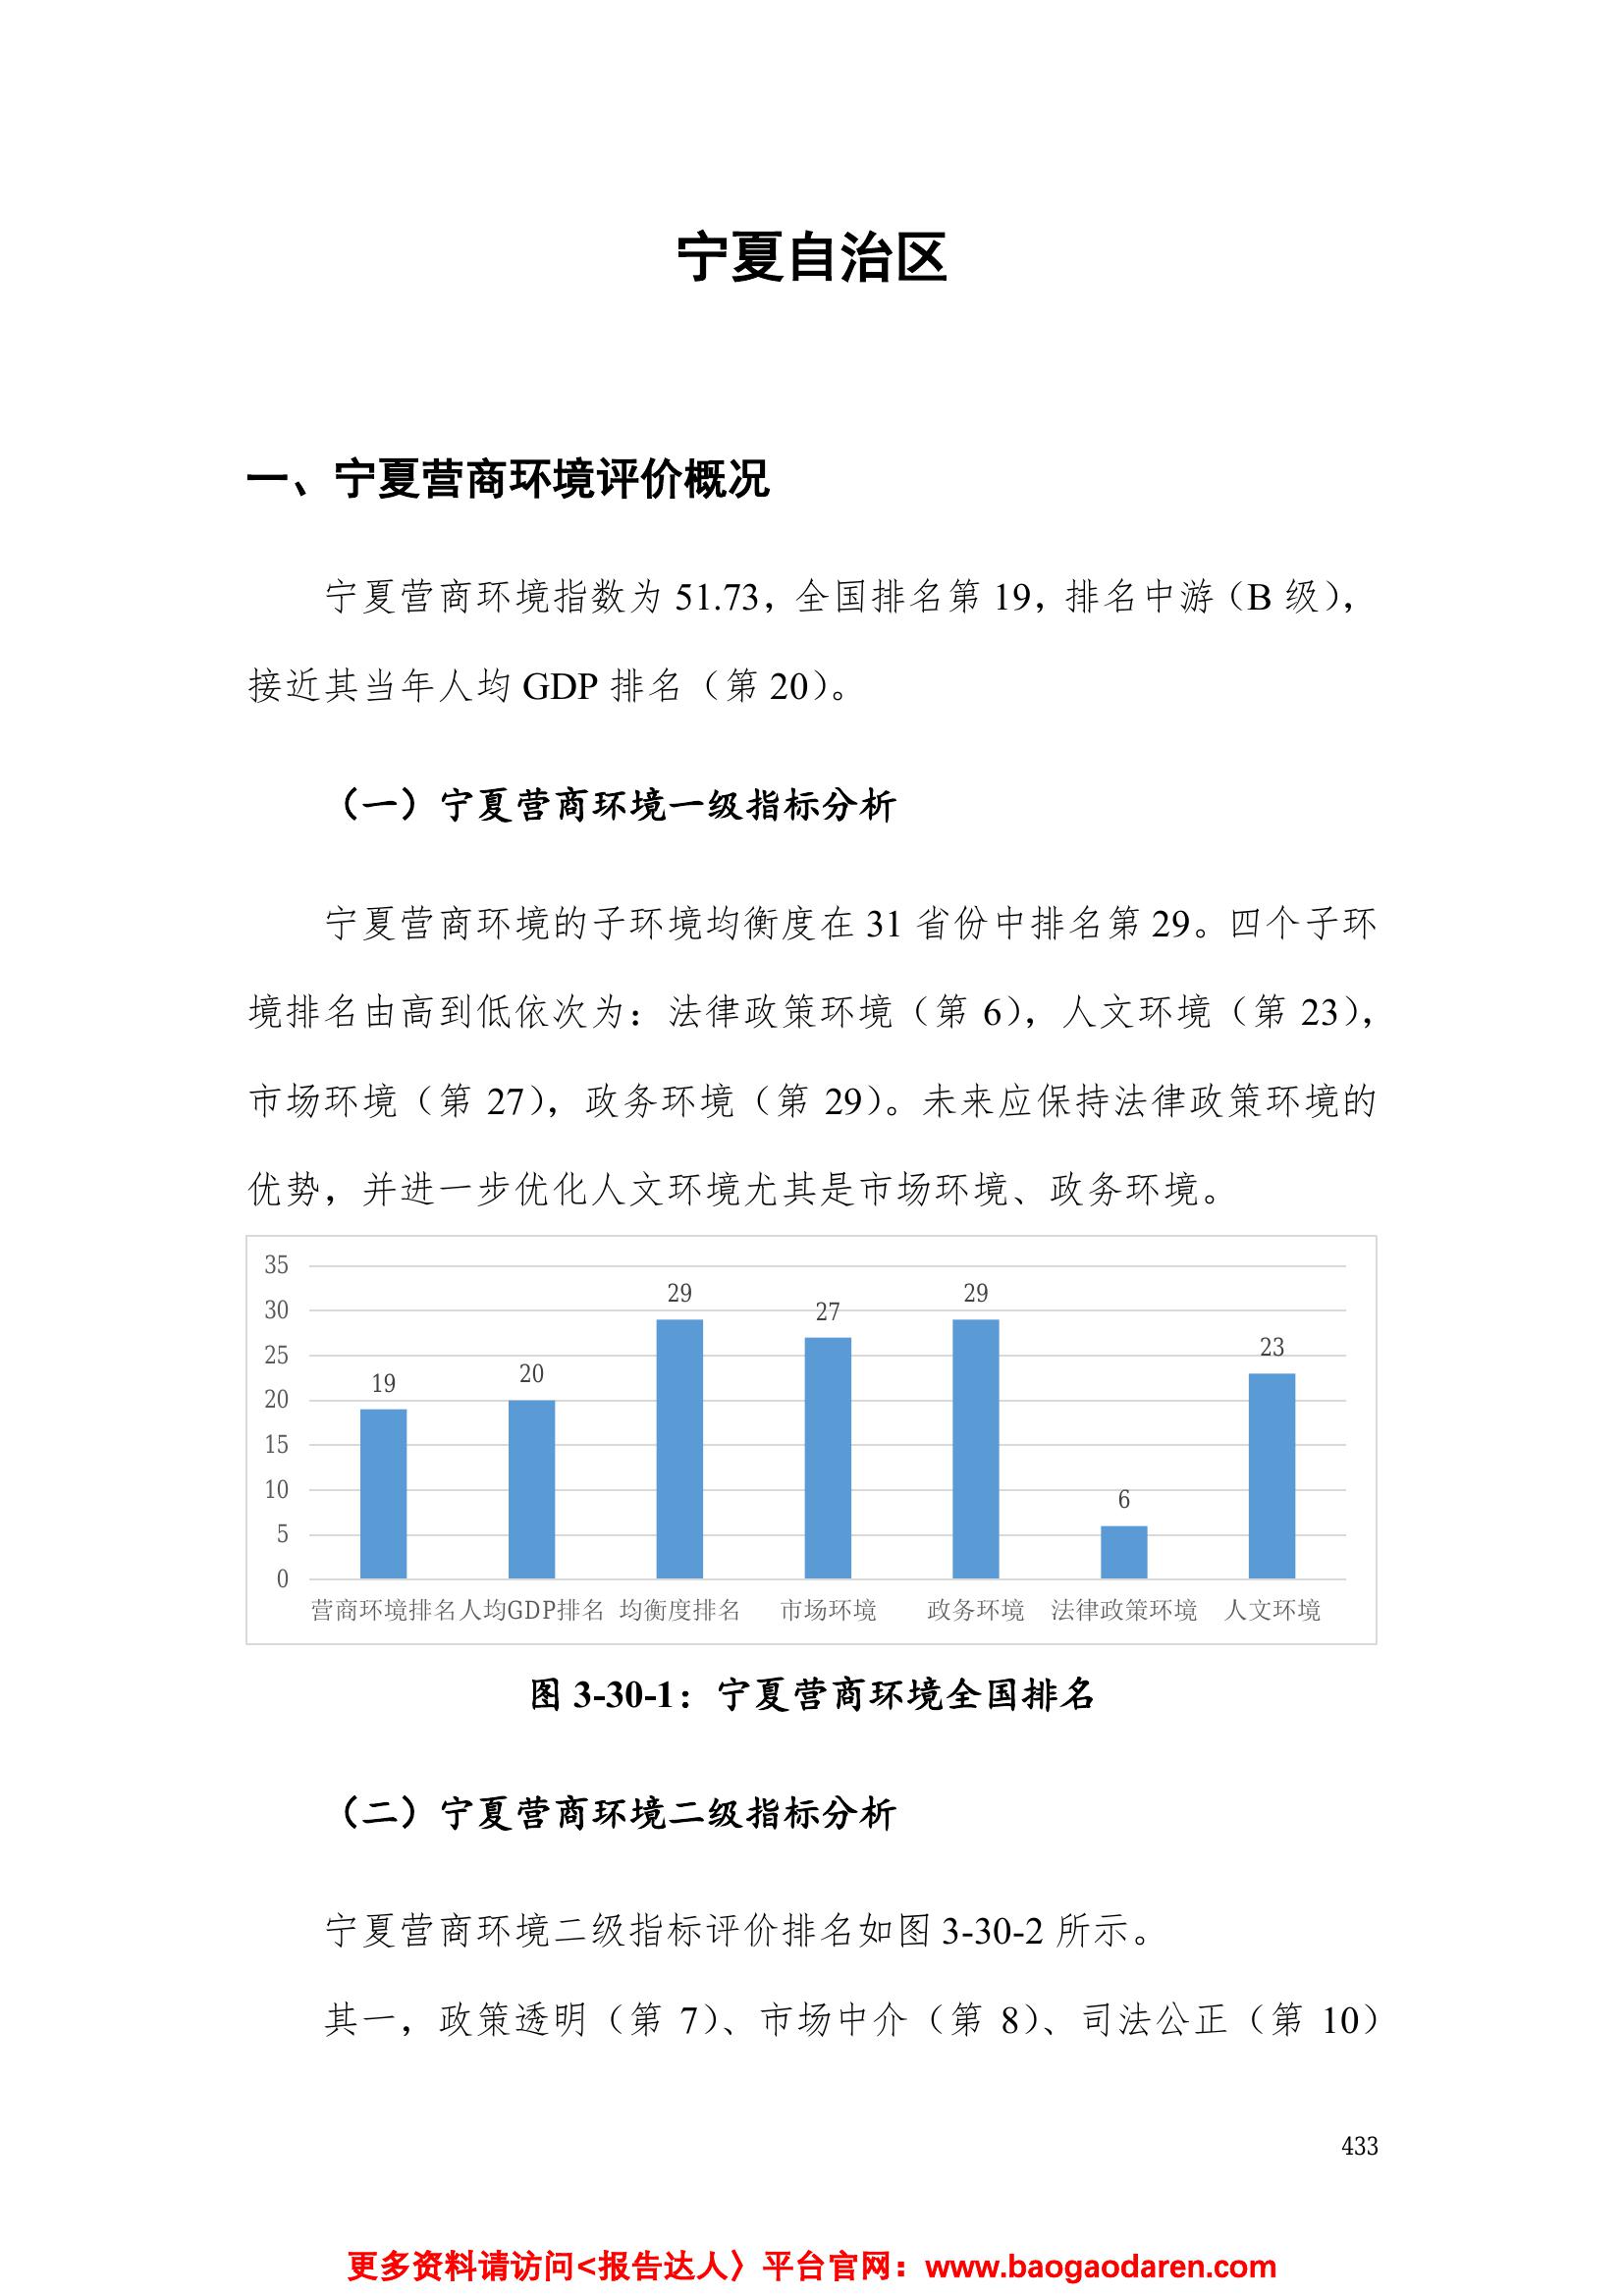 宁夏自治区
一、宁夏营商环境评价概况
宁夏营商环境指数为 51.73，全国排名第 19，排名中游（B 级），
接近其当年人均 GDP 排名（第 20）。
（一）宁夏营商环境一级指标分析
宁夏营商环境的子环境均衡度在 31 省份中排名第 29。四个子环
境排名由高到低依次为：法律政策环境（第 6），人文环境（第 23），
市场环境（第 27），政务环境（第 29）。未来应保持法律政策环境的
优势，并进一步优化人文环境尤其是市场环境、政务环境。
35
30
25
20
15
10
5
0
19
20
29
27
29
6
23
营商环境排名 人均GDP排名 均衡度排名 市场环境 政务环境 法律政策环境 人文环境
图 3-30-1：宁夏营商环境全国排名
（二）宁夏营商环境二级指标分析
宁夏营商环境二级指标评价排名如图 3-30-2 所示。
其一，政策透明（第 7）、市场中介（第 8）、司法公正（第 10）
433
更多资料请访问<报告达人〉平台官网：www.baogaodaren.com